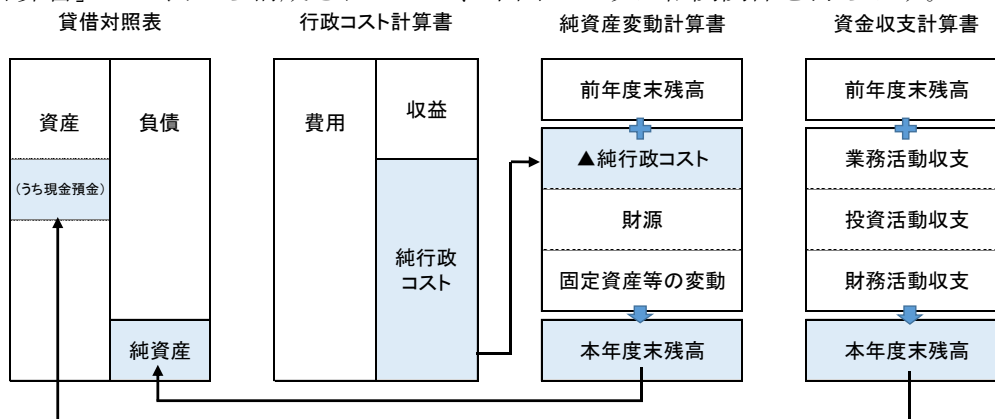 貸借対照表
行政コスト計算書
純資産変動計算書
資金収支計算書
資産
(うち現金預金)
負債
純資産
費用
収益
純行政
コスト
前年度末残高
▲純行政コスト
財源
固定資産等の変動
本年度末残高
前年度末残高
業務活動収支
投資活動収支
財務活動収支
本年度末残高